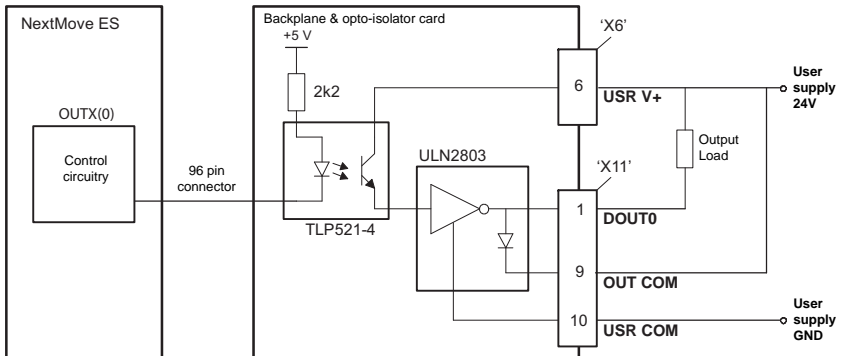 NextMove ES
Backplane & opto-isolator card
+5 V
'X6'
2k2
6
USR V+
User
supply
24V
OUTX(0)
Control
circuitry
96 pin
connector
TLP521-4
ULN2803
Output
Load
'X11'
1
DOUT0
9
OUT COM
10
USR COM
User
supply
GND